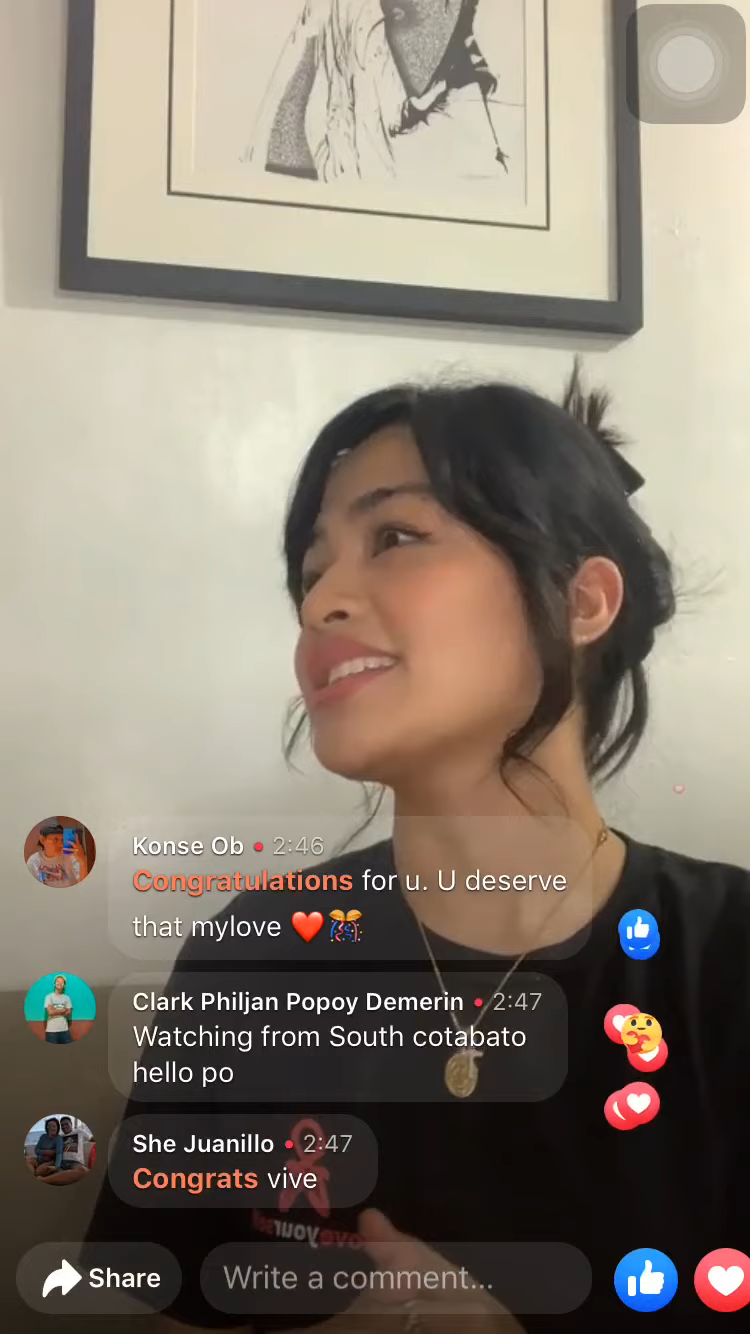 Konse Ob • 2:46
Congratulations for u. U deserve
that mylove ❤️🎊
Clark Philjan Popoy Demerin • 2:47
Watching from South cotabato
hello po
She Juanillo • 2:47
Congrats vive
loveyourself
Share
Write a comment...